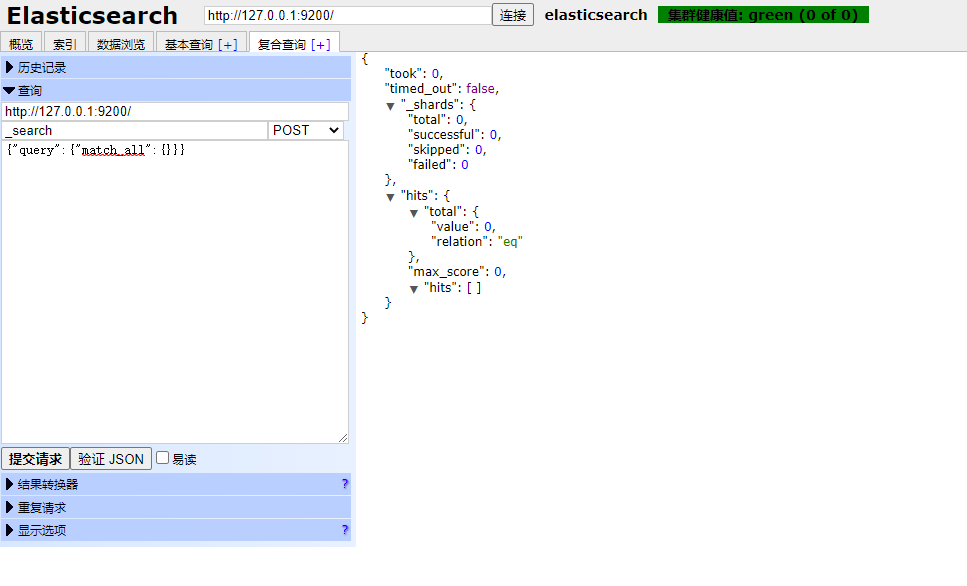 Elasticsearch http://127.0.0.1:9200/ 连接 elasticsearch 集群健康值: green (0 of 0)
概览 索引 数据浏览 基本查询 [+] 复合查询 [+]
历史记录
查询
http://127.0.0.1:9200/
_search POST
{"query":{"match_all":{}}}
提交请求 验证 JSON 易读
结果转换器 ?
重复请求
显示选项 ?
{
"took": 0,
"timed_out": false,
"_shards": {
"total": 0,
"successful": 0,
"skipped": 0,
"failed": 0
},
"hits": {
"total": {
"value": 0,
"relation": "eq"
},
"max_score": 0,
"hits": [ ]
}
}